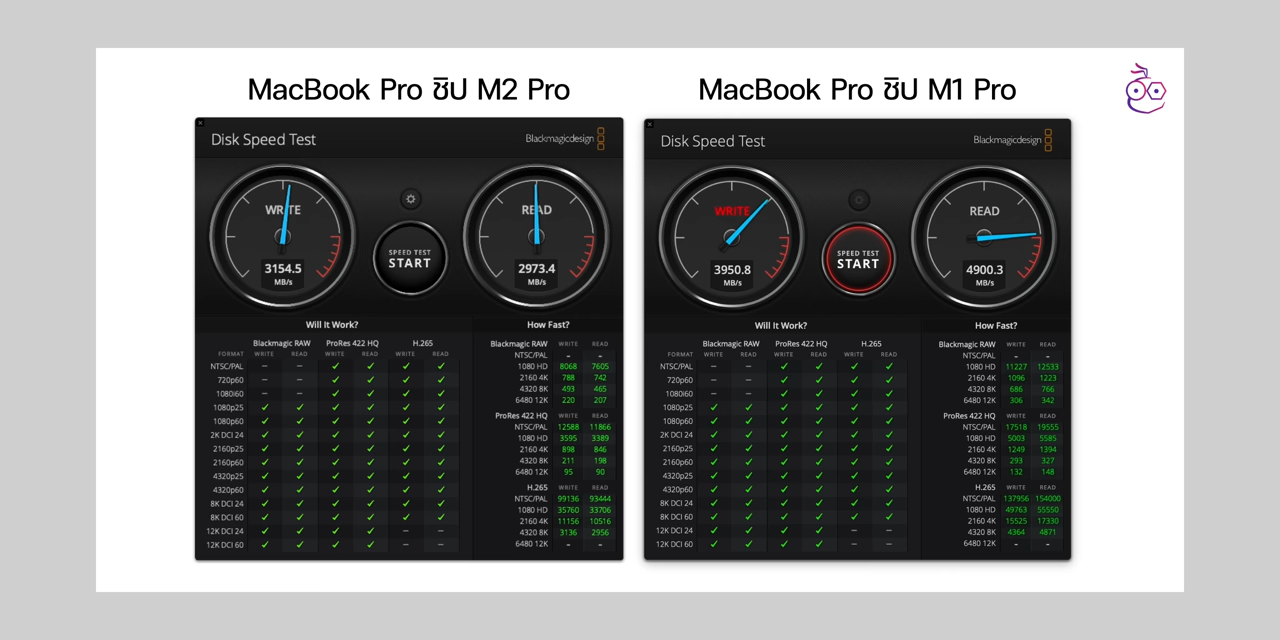 MacBook Pro ชิป M2 Pro
Disk Speed Test
Blackmagicdesign
WRITE
3154.5
MB/s
SPEED TEST
START
READ
2973.4
MB/s
Will It Work?
Blackmagic RAW ProRes 422 HQ H.265
FORMAT WRITE READ WRITE READ WRITE READ
NTSC/PAL – – ✓ ✓ ✓ ✓
720p60 – – ✓ ✓ ✓ ✓
1080i60 – – ✓ ✓ ✓ ✓
1080p25 ✓ ✓ ✓ ✓ ✓ ✓
1080p60 ✓ ✓ ✓ ✓ ✓ ✓
2K DCI 24 ✓ ✓ ✓ ✓ ✓ ✓
2160p25 ✓ ✓ ✓ ✓ ✓ ✓
2160p60 ✓ ✓ ✓ ✓ ✓ ✓
4320p25 ✓ ✓ ✓ ✓ ✓ ✓
4320p60 ✓ ✓ ✓ ✓ ✓ ✓
8K DCI 24 ✓ ✓ ✓ ✓ ✓ ✓
8K DCI 60 ✓ ✓ ✓ ✓ ✓ ✓
12K DCI 24 ✓ ✓ ✓ ✓ – –
12K DCI 60 ✓ ✓ ✓ ✓ – –
How Fast?
Blackmagic RAW WRITE READ
NTSC/PAL - -
1080 HD 8068 7605
2160 4K 788 742
4320 8K 493 465
6480 12K 220 207
ProRes 422 HQ WRITE READ
NTSC/PAL 12588 11866
1080 HD 3595 3389
2160 4K 898 846
4320 8K 211 198
6480 12K 95 90
H.265 WRITE READ
NTSC/PAL 99136 93444
1080 HD 35760 33706
2160 4K 11156 10516
4320 8K 3136 2956
6480 12K - -
MacBook Pro ชิป M1 Pro
Disk Speed Test
Blackmagicdesign
WRITE
3950.8
MB/s
SPEED TEST
START
READ
4900.3
MB/s
Will It Work?
Blackmagic RAW ProRes 422 HQ H.265
FORMAT WRITE READ WRITE READ WRITE READ
NTSC/PAL – – ✓ ✓ ✓ ✓
720p60 – – ✓ ✓ ✓ ✓
1080i60 – – ✓ ✓ ✓ ✓
1080p25 ✓ ✓ ✓ ✓ ✓ ✓
1080p60 ✓ ✓ ✓ ✓ ✓ ✓
2K DCI 24 ✓ ✓ ✓ ✓ ✓ ✓
2160p25 ✓ ✓ ✓ ✓ ✓ ✓
2160p60 ✓ ✓ ✓ ✓ ✓ ✓
4320p25 ✓ ✓ ✓ ✓ ✓ ✓
4320p60 ✓ ✓ ✓ ✓ ✓ ✓
8K DCI 24 ✓ ✓ ✓ ✓ ✓ ✓
8K DCI 60 ✓ ✓ ✓ ✓ ✓ ✓
12K DCI 24 ✓ ✓ ✓ ✓ – –
12K DCI 60 ✓ ✓ ✓ ✓ – –
How Fast?
Blackmagic RAW WRITE READ
NTSC/PAL - -
1080 HD 11227 12533
2160 4K 1096 1223
4320 8K 686 766
6480 12K 306 342
ProRes 422 HQ WRITE READ
NTSC/PAL 17518 19555
1080 HD 5003 5585
2160 4K 1249 1394
4320 8K 293 327
6480 12K 132 148
H.265 WRITE READ
NTSC/PAL 137956 154000
1080 HD 49763 55550
2160 4K 15525 17330
4320 8K 4364 4871
6480 12K - -